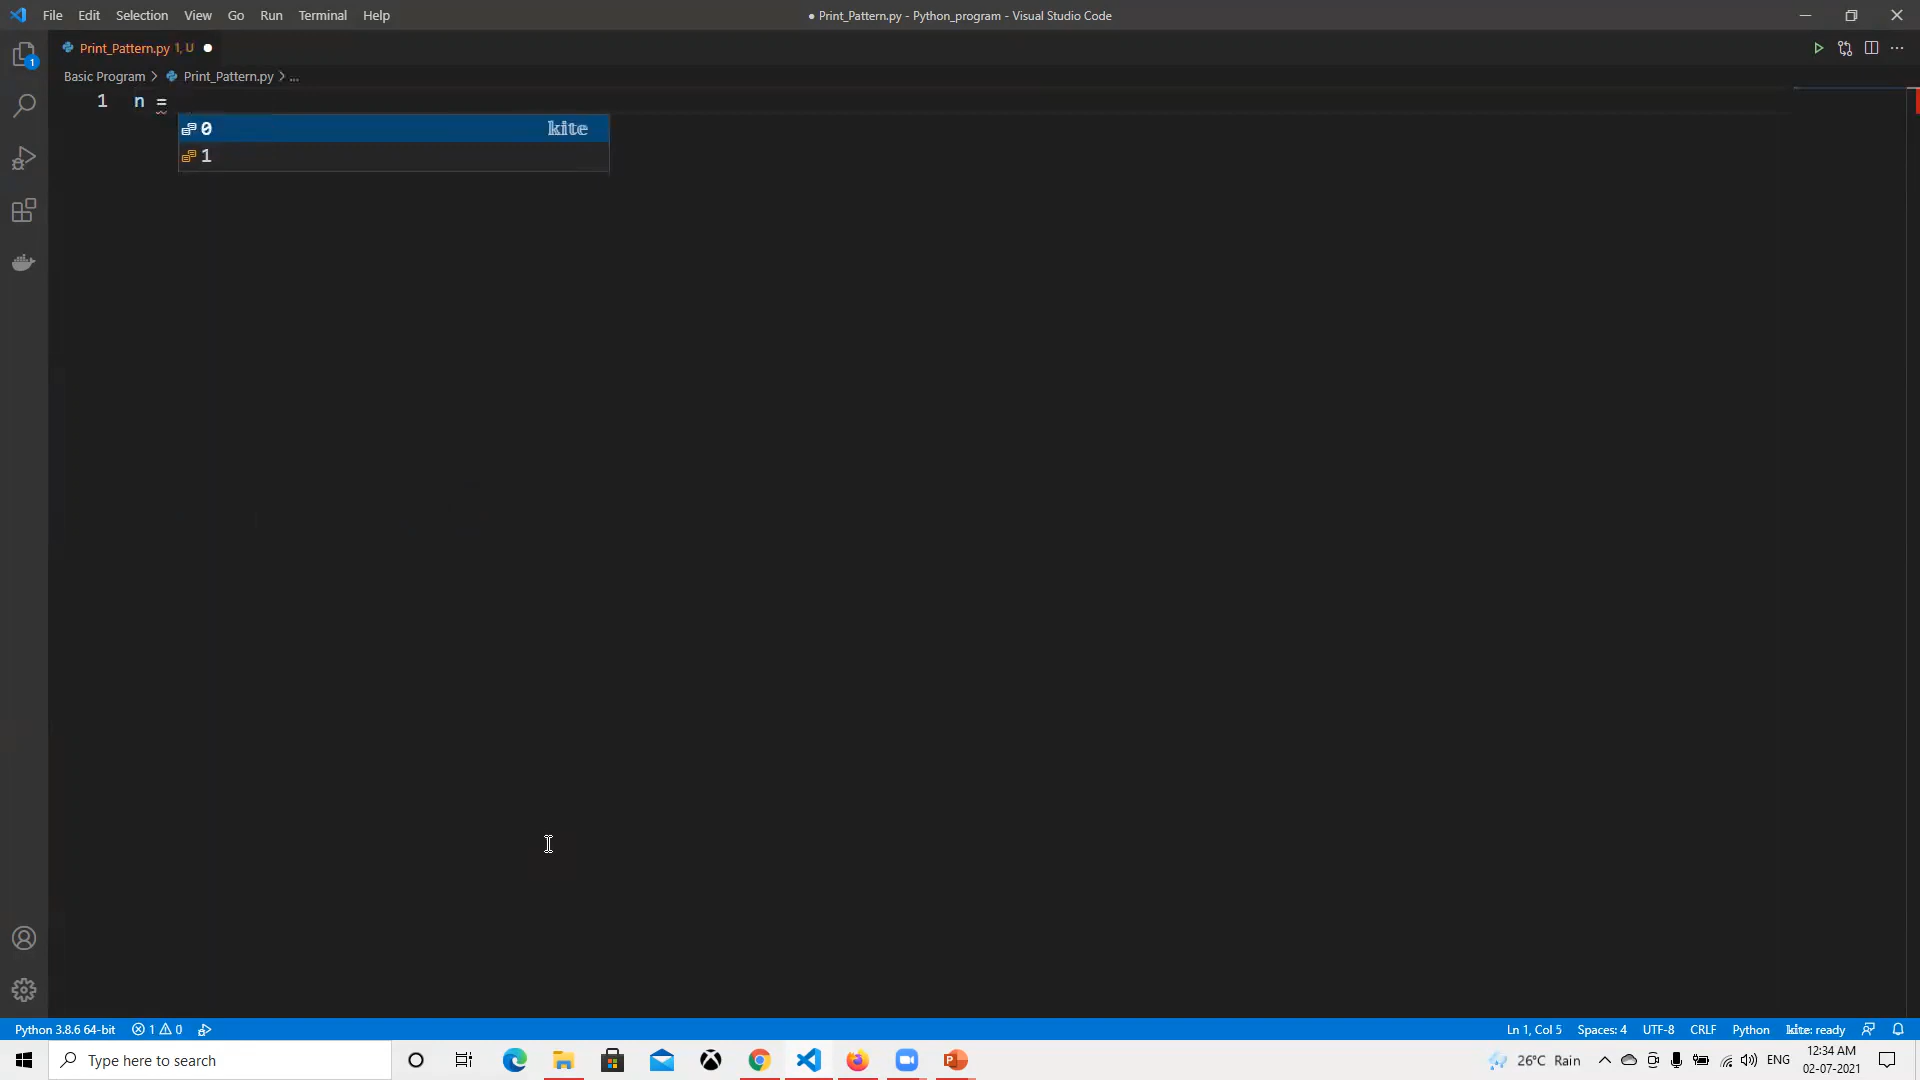 File Edit Selection View Go Run Terminal Help
● Print_Pattern.py - Python_program - Visual Studio Code
Print_Pattern.py 1, U ●
Basic Program > Print_Pattern.py > ...
1 n =
0 kite
1
1
Python 3.8.6 64-bit 1 0
Ln 1, Col 5 Spaces: 4 UTF-8 CRLF Python kite: ready
Type here to search
26°C Rain
ENG
12:34 AM
02-07-2021